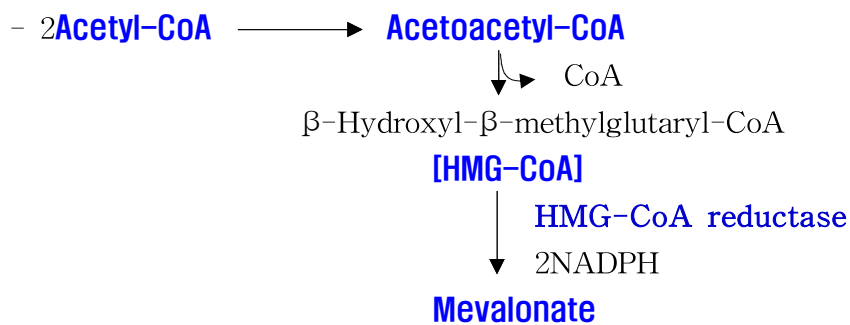 - 2Acetyl-CoA Acetoacetyl-CoA
CoA
β-Hydroxyl-β-methylglutaryl-CoA
[HMG-CoA]
HMG-CoA reductase
2NADPH
Mevalonate